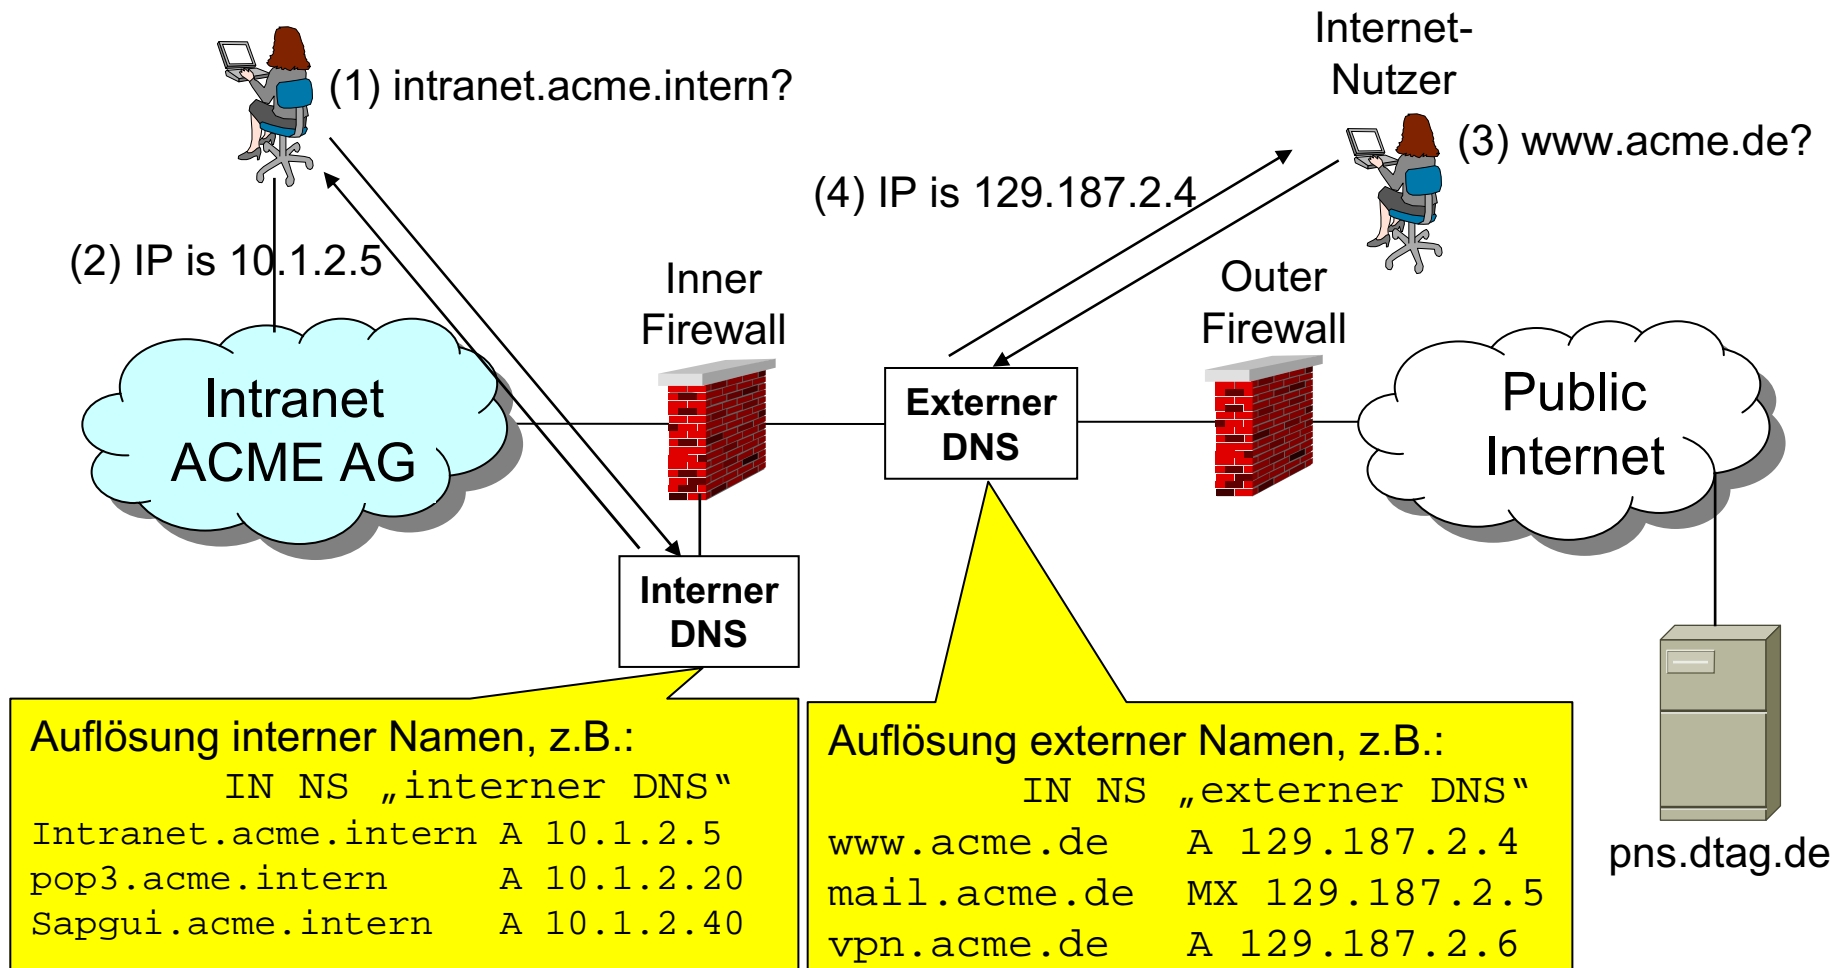 (1) intranet.acme.intern?
Internet-
Nutzer
(3) www.acme.de?
(4) IP is 129.187.2.4
(2) IP is 10.1.2.5
Inner
Firewall
Outer
Firewall
Intranet
ACME AG
Externer
DNS
Public
Internet
Interner
DNS
Auflösung interner Namen, z.B.:
IN NS „interner DNS“
Intranet.acme.intern A 10.1.2.5
pop3.acme.intern A 10.1.2.20
Sapgui.acme.intern A 10.1.2.40
Auflösung externer Namen, z.B.:
IN NS „externer DNS“
www.acme.de A 129.187.2.4
mail.acme.de MX 129.187.2.5
vpn.acme.de A 129.187.2.6
pns.dtag.de